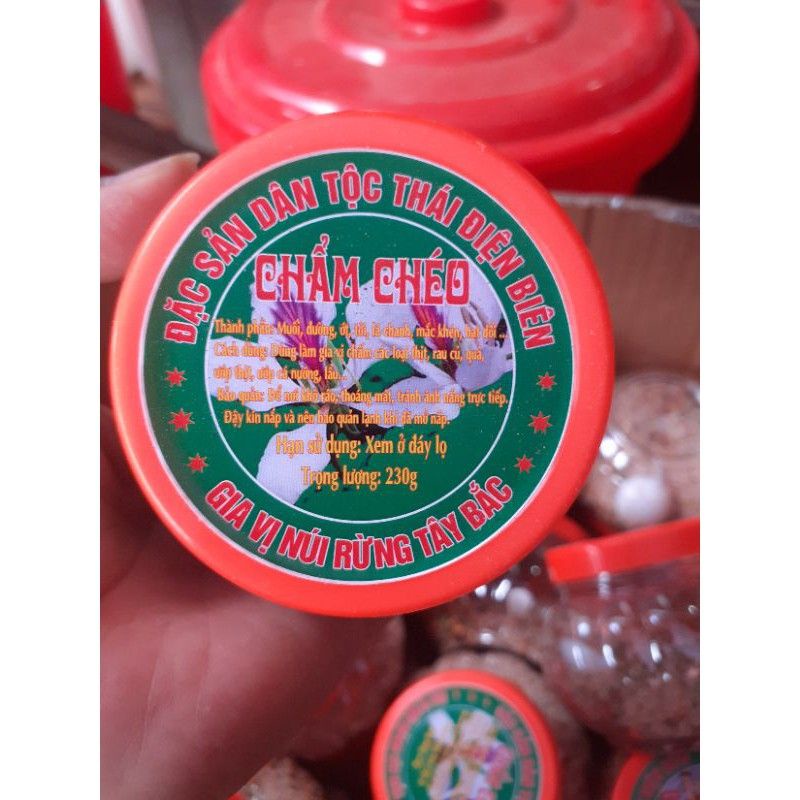 ĐẶC SẢN DÂN TỘC THÁI ĐIỆN BIÊN
CHẨM CHÉO
Thành phần: Muối, đường, ớt, tỏi, lá chanh, mắc khén, hạt dổi ...
Cách dùng: Dùng làm gia vị chấm các loại thịt, rau củ, quả,
ướp thịt, ướp cá nướng, lẩu...
Bảo quản: Để nơi khô ráo, thoáng mát, tránh ánh nắng trực tiếp.
Đậy kín nắp và nên bảo quản lạnh khi đã mở nắp.
Hạn sử dụng: Xem ở đáy lọ
Trọng lượng: 230g
GIA VỊ NÚI RỪNG TÂY BẮC